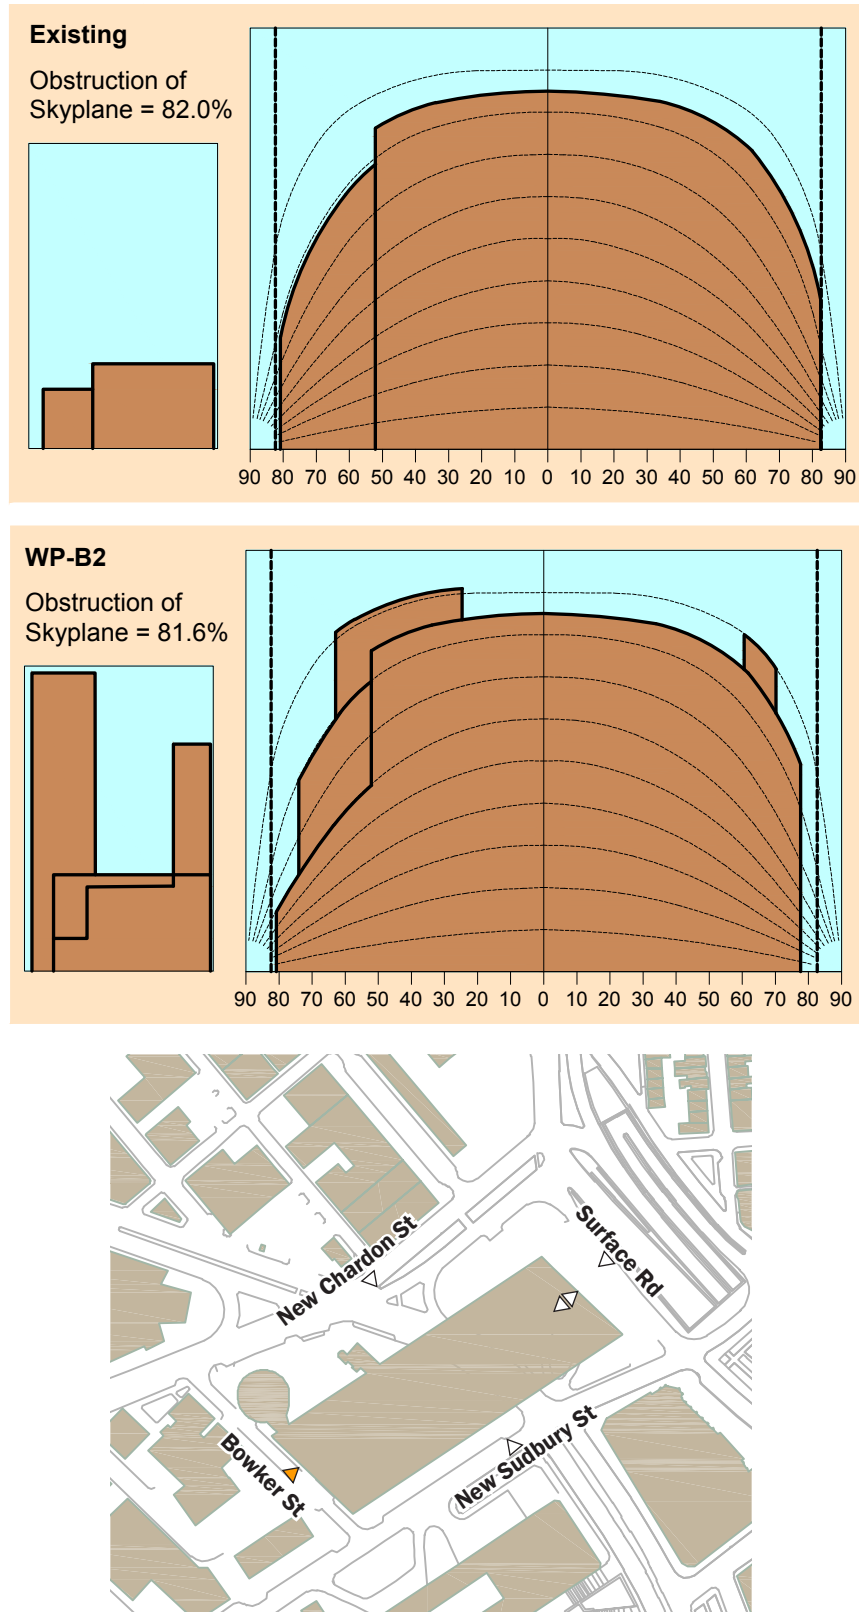 Existing
Obstruction of
Skyplane = 82.0%
90 80 70 60 50 40 30 20 10 0 10 20 30 40 50 60 70 80 90
WP-B2
Obstruction of
Skyplane = 81.6%
90 80 70 60 50 40 30 20 10 0 10 20 30 40 50 60 70 80 90
New Chardon St
Surface Rd
Bowker St
New Sudbury St